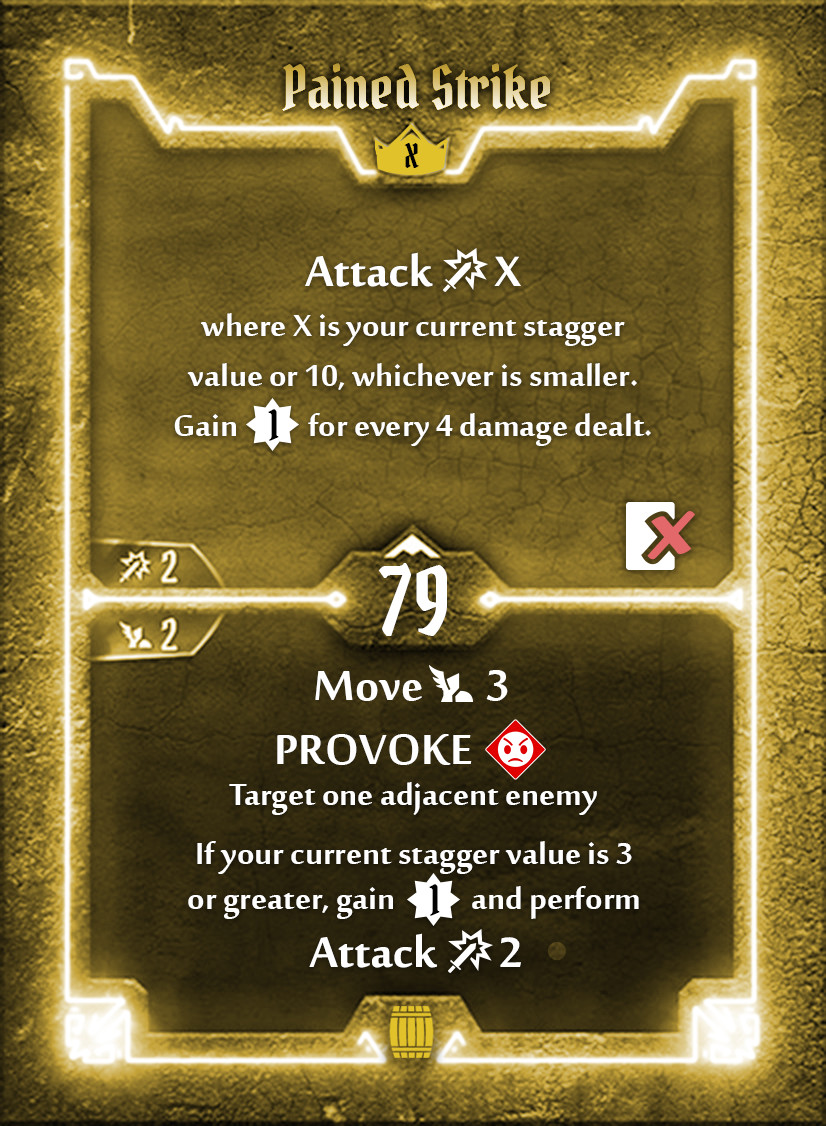 Pained Strike
X
Attack X
where X is your current stagger
value or 10, whichever is smaller.
Gain 1 for every 4 damage dealt.
2
79
2
Move 3
PROVOKE
Target one adjacent enemy
If your current stagger value is 3
or greater, gain 1 and perform
Attack 2